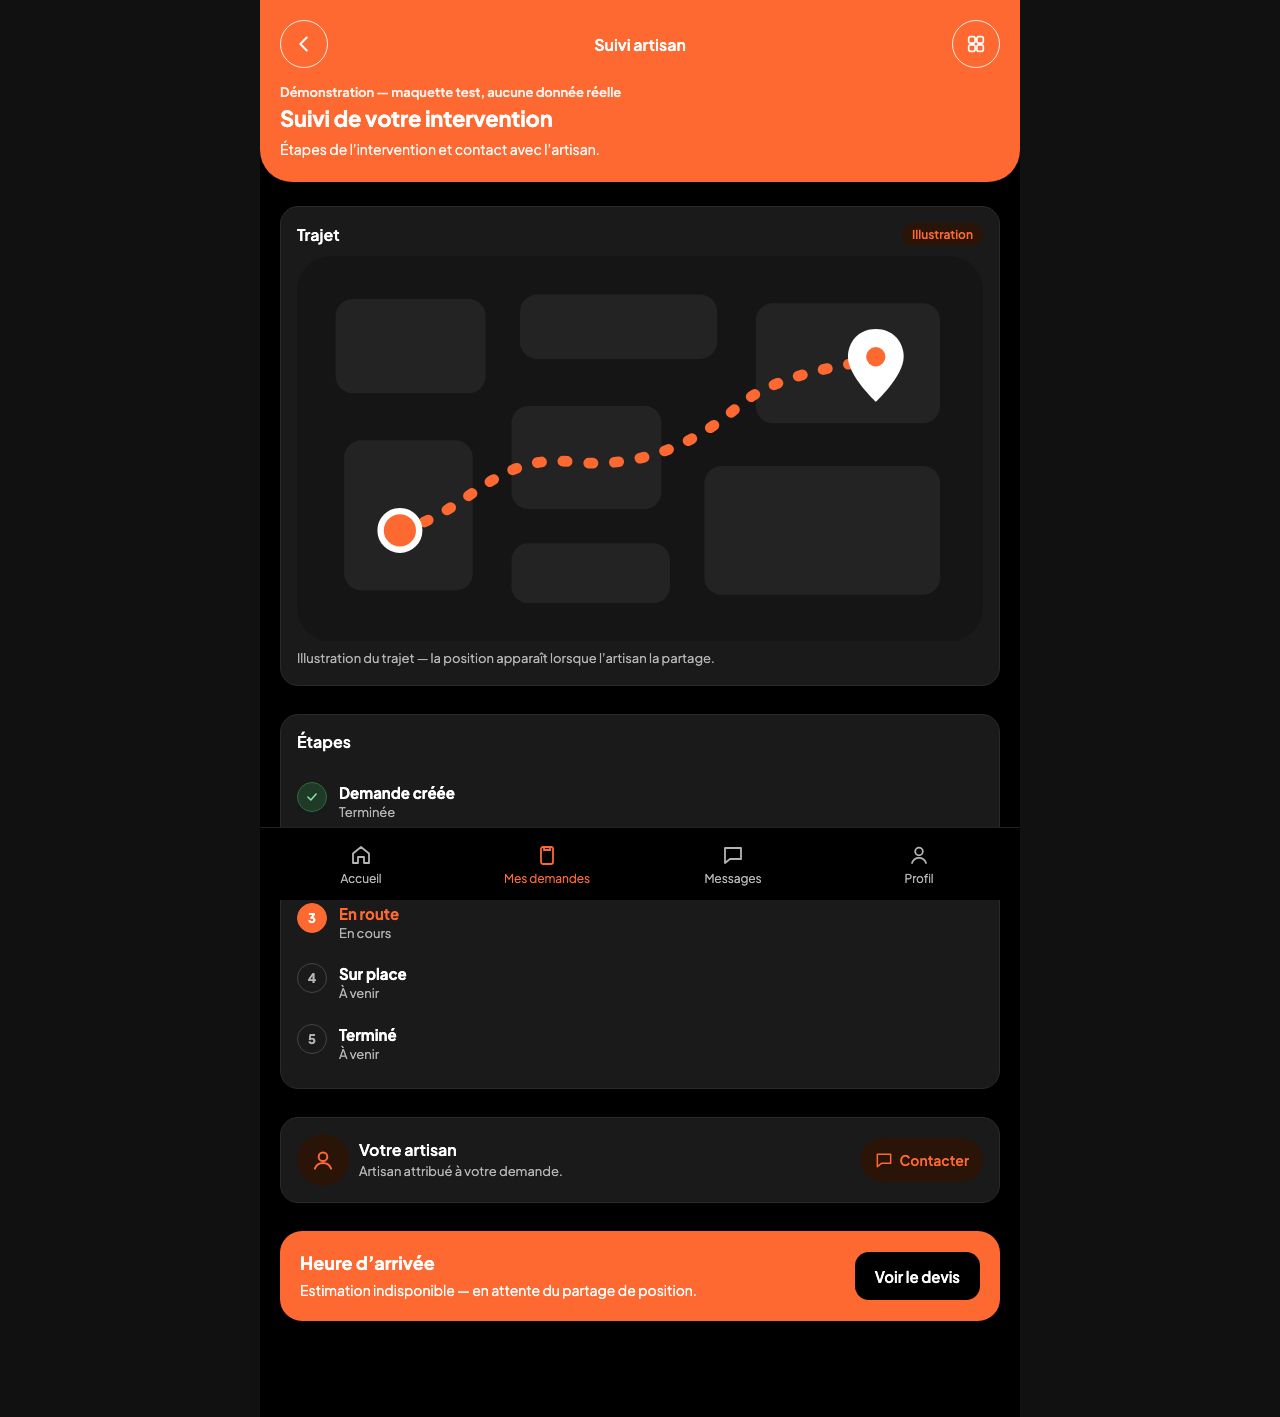 Suivi artisan
Démonstration — maquette test, aucune donnée réelle
Suivi de votre intervention
Étapes de l’intervention et contact avec l’artisan.
Trajet
Illustration
Illustration du trajet — la position apparaît lorsque l’artisan la partage.
Étapes
Demande créée
Terminée
Accueil
Mes demandes
Messages
Profil
3
En route
En cours
4
Sur place
À venir
5
Terminé
À venir
Votre artisan
Artisan attribué à votre demande.
Contacter
Heure d’arrivée
Estimation indisponible — en attente du partage de position.
Voir le devis